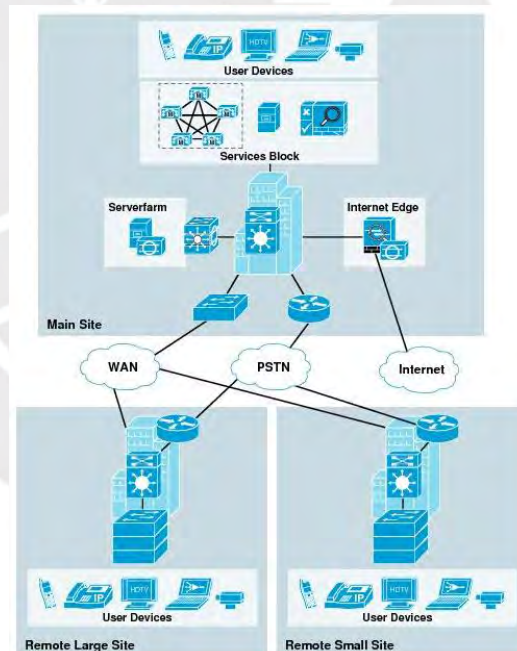 IP
HDTV
User Devices
Services Block
Serverfarm
Internet Edge
Main Site
WAN
PSTN
Internet
IP
HDTV
User Devices
Remote Large Site
IP
HDTV
User Devices
Remote Small Site